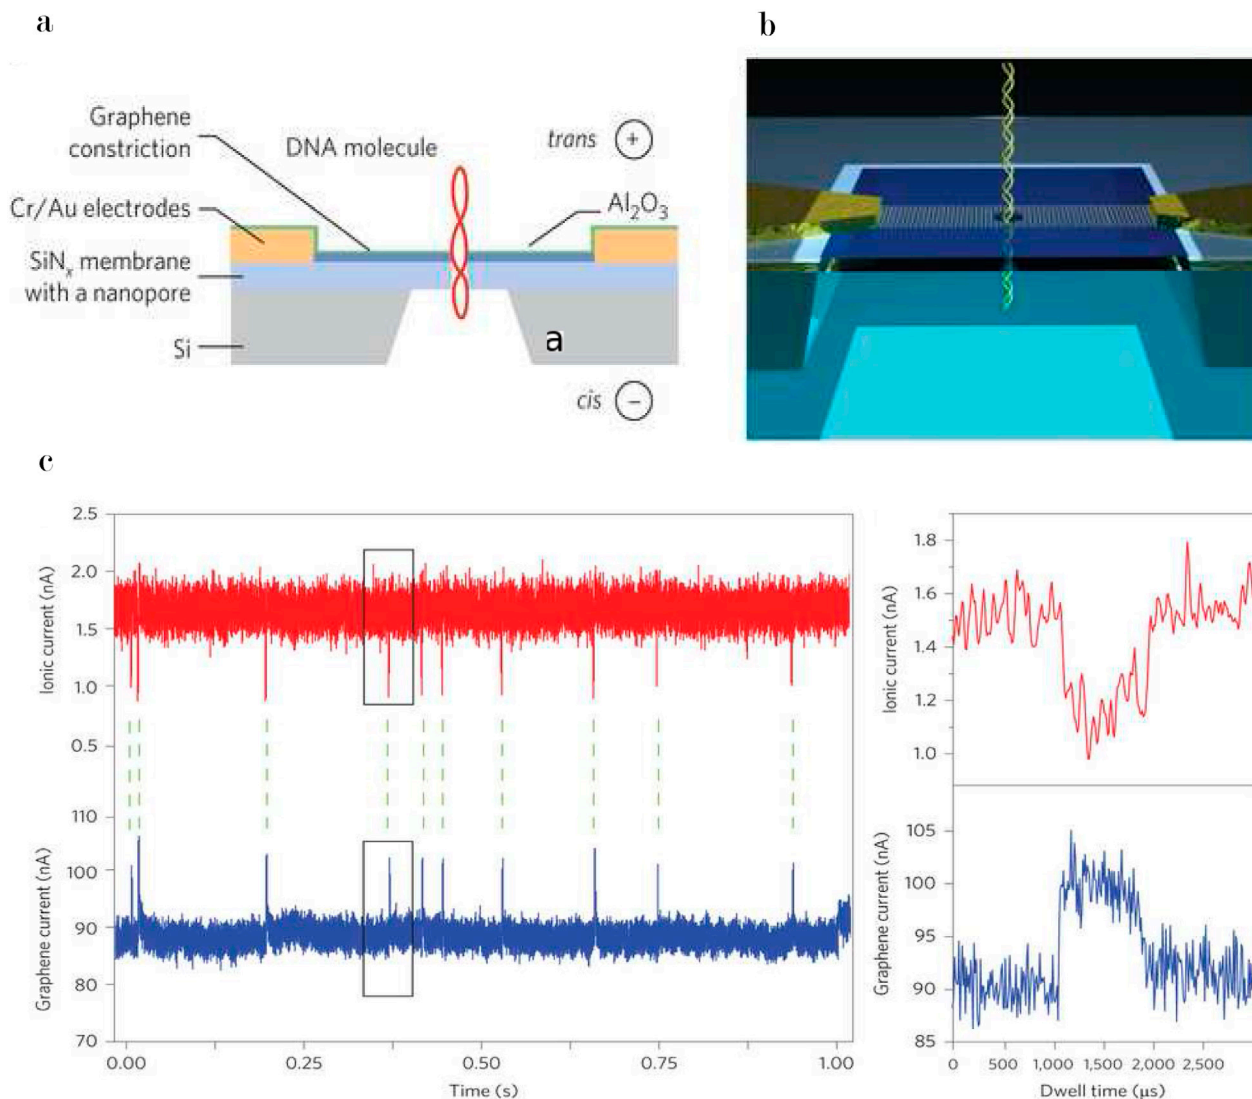 a
b
Graphene
constriction
DNA molecule
trans +
Cr/Au electrodes
Al₂O₃
SiNₓ membrane
with a nanopore
Si
a
cis −
c
2.5
2.0
1.5
1.0
0.5
Ionic current (nA)
110
100
90
80
70
Graphene current (nA)
0.00 0.25 0.50 0.75 1.00
Time (s)
1.8
1.6
1.4
1.2
1.0
Ionic current (nA)
105
100
95
90
85
Graphene current (nA)
0 500 1,000 1,500 2,000 2,500
Dwell time (μs)